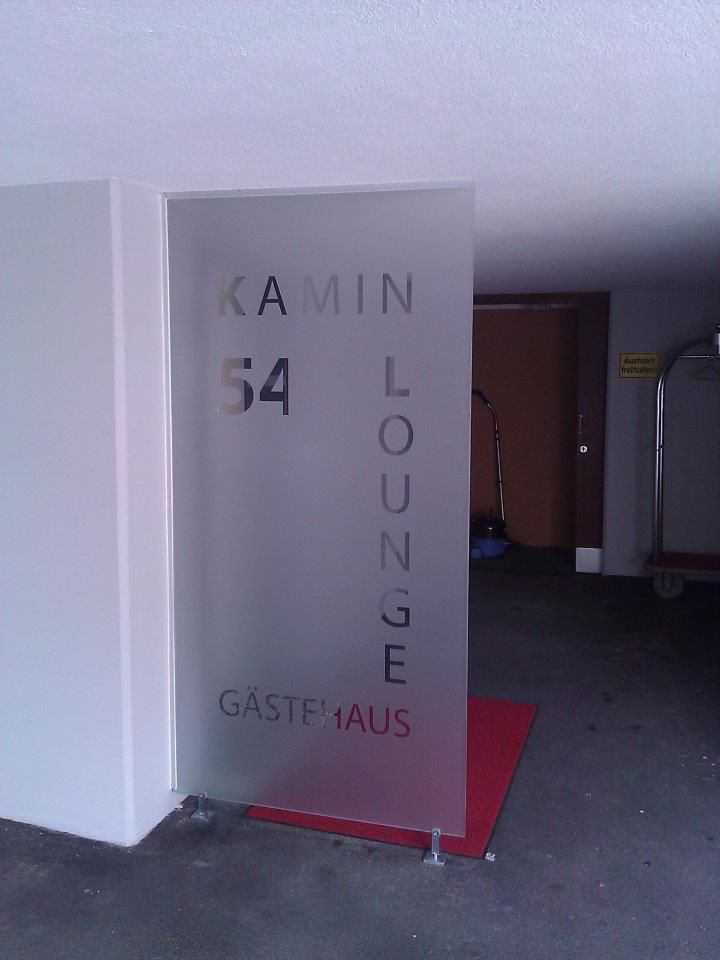 KAMIN
54
LOUNGE
GÄSTEHAUS
Ausfahrt
freihalten!